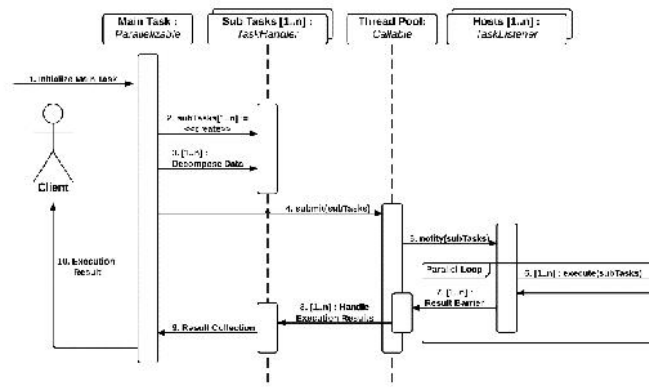 Main Task :
Parallelizable
Sub Tasks [1..n] :
TaskHandler
Thread Pool:
Callable
Hosts [1..n] :
TaskListener
1. Initialize Main Task
2. subTasks[1..n] =
<<create>>
3. [1..n] :
Decompose Data
Client
4. submit(subTasks)
5. notify(subTasks)
Parallel Loop
6. [1..n] : execute(subTasks)
7. [1..n] :
Result Barrier
8. [1..n] : Handle
Execution Results
9. Result Collection
10. Execution
Result